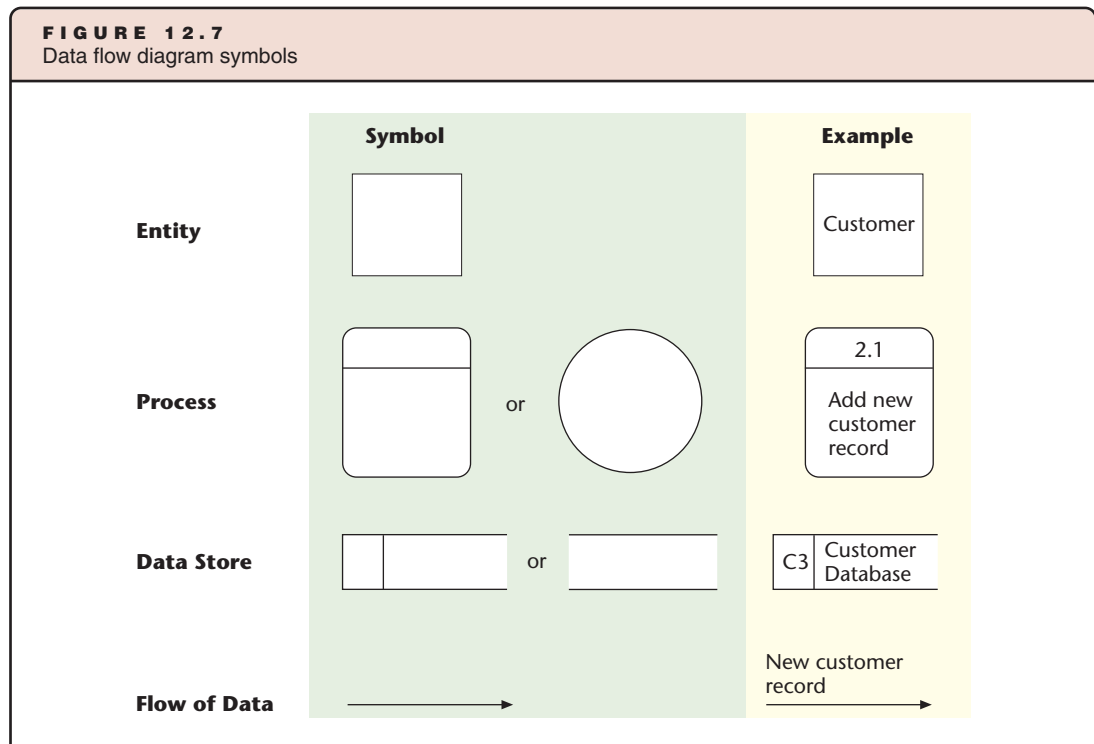 FIGURE 12.7
Data flow diagram symbols
Symbol
Example
Entity
Customer
Process
or
2.1
Add new
customer
record
Data Store
or
C3
Customer
Database
Flow of Data
New customer
record